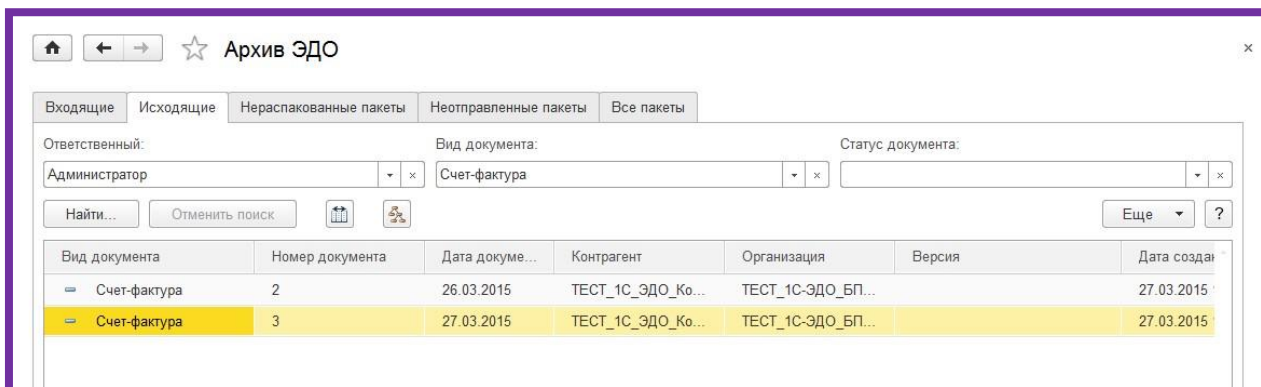 Архив ЭДО
Входящие Исходящие Нераспакованные пакеты Неотправленные пакеты Все пакеты
Ответственный: Вид документа: Статус документа:
Администратор Счет-фактура
Найти... Отменить поиск Еще ?
Вид документа Номер документа Дата докуме... Контрагент Организация Версия Дата создан
Счет-фактура 2 26.03.2015 ТЕСТ_1С_ЭДО_Ко... ТЕСТ_1С-ЭДО_БП... 27.03.2015
Счет-фактура 3 27.03.2015 ТЕСТ_1С_ЭДО_Ко... ТЕСТ_1С-ЭДО_БП... 27.03.2015